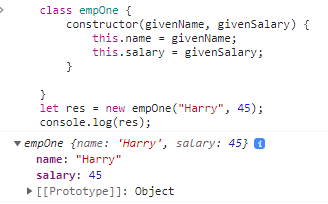 class empOne {
constructor(givenName, givenSalary) {
this.name = givenName;
this.salary = givenSalary;
}
}
let res = new empOne("Harry", 45);
console.log(res);
empOne {name: 'Harry', salary: 45} i
name: "Harry"
salary: 45
[[Prototype]]: Object